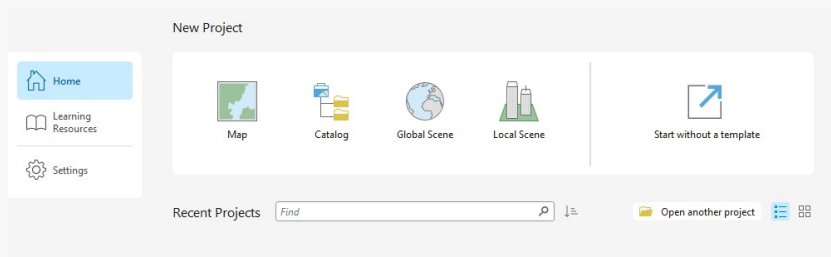 New Project
Home
Learning
Resources
Settings
Map
Catalog
Global Scene
Local Scene
Start without a template
Recent Projects
Find
Open another project